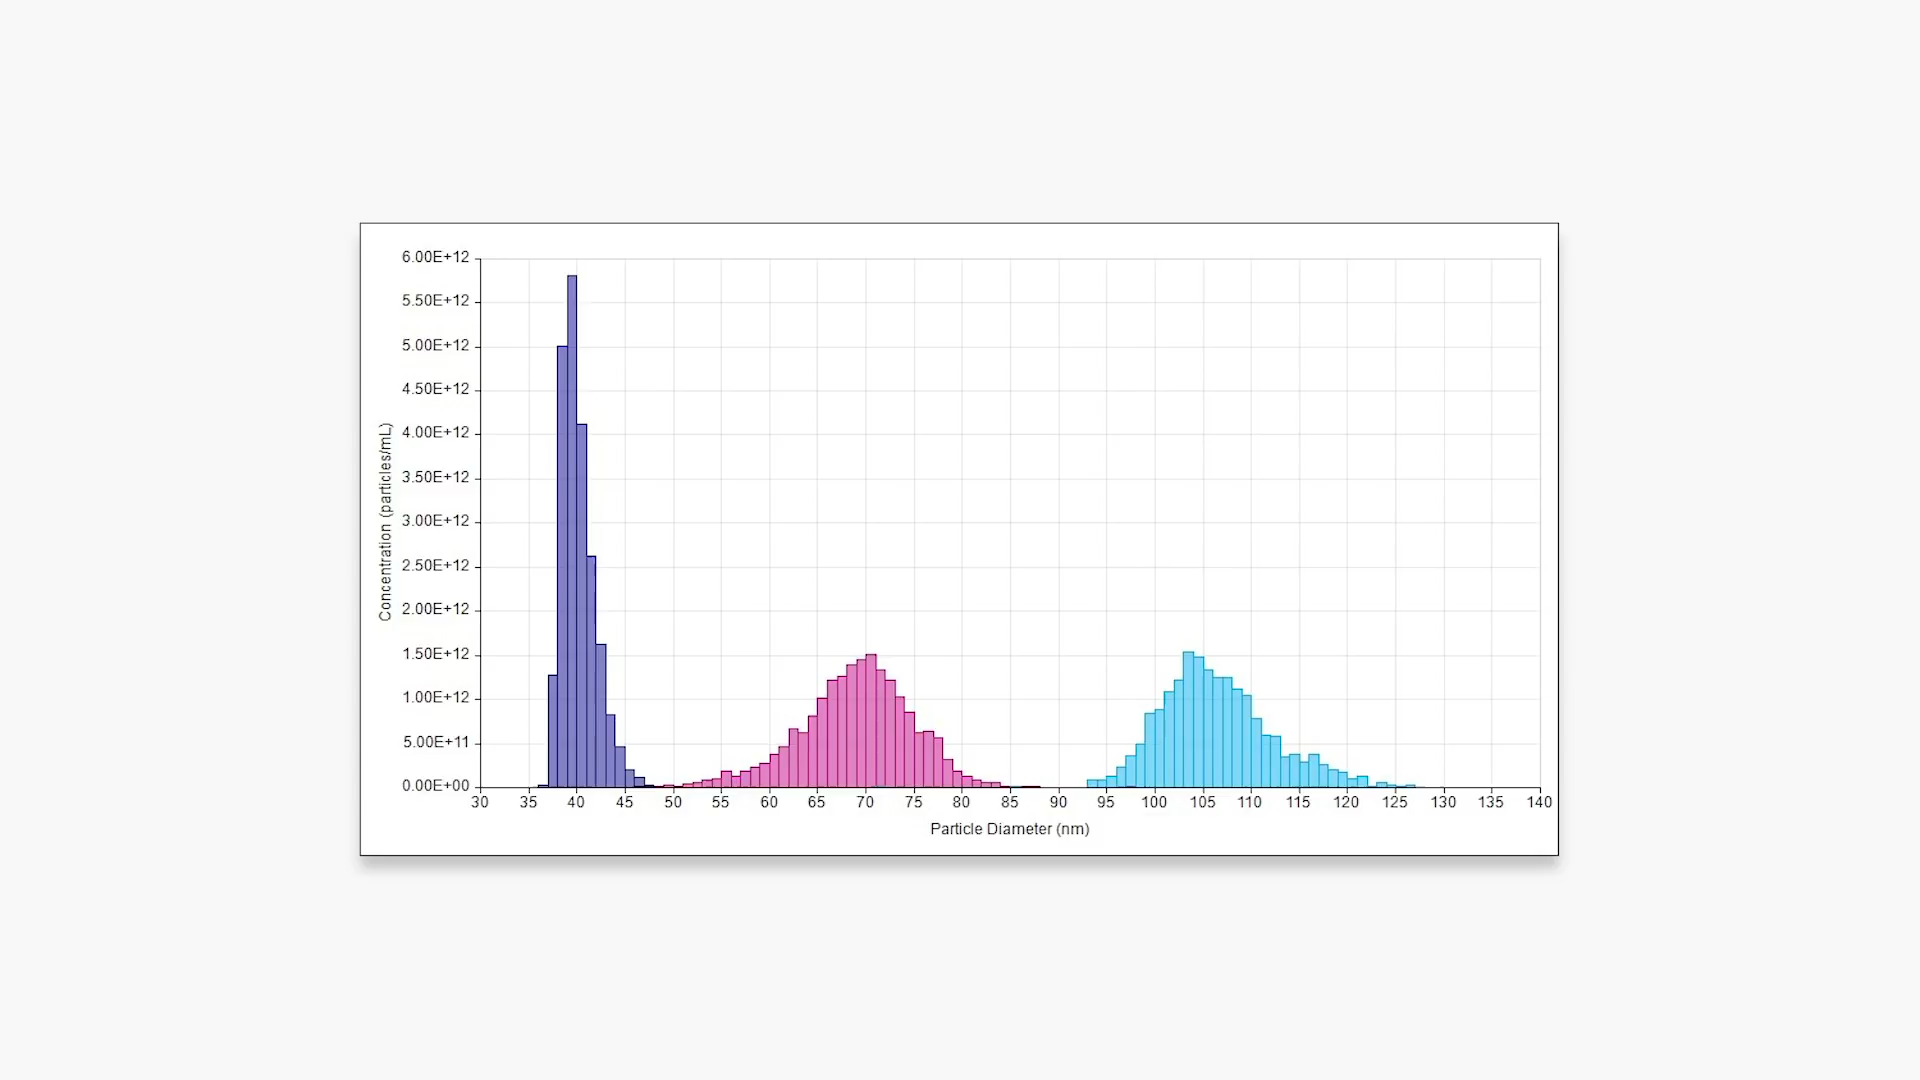 6.00E+12
5.50E+12
5.00E+12
4.50E+12
4.00E+12
3.50E+12
3.00E+12
2.50E+12
2.00E+12
1.50E+12
1.00E+12
5.00E+11
0.00E+00
Concentration (particles/mL)
30 35 40 45 50 55 60 65 70 75 80 85 90 95 100 105 110 115 120 125 130 135 140
Particle Diameter (nm)